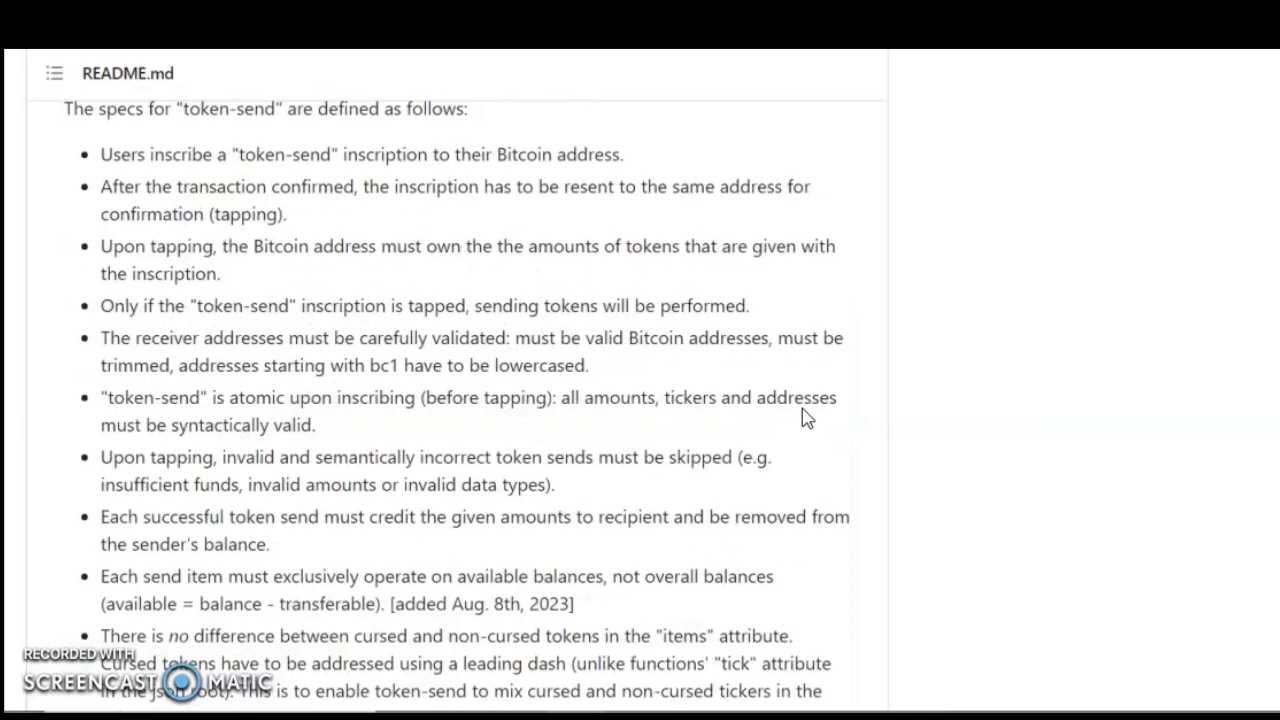 README.md
The specs for "token-send" are defined as follows:
Users inscribe a "token-send" inscription to their Bitcoin address.
After the transaction confirmed, the inscription has to be resent to the same address for
confirmation (tapping).
Upon tapping, the Bitcoin address must own the the amounts of tokens that are given with
the inscription.
Only if the "token-send" inscription is tapped, sending tokens will be performed.
The receiver addresses must be carefully validated: must be valid Bitcoin addresses, must be
trimmed, addresses starting with bc1 have to be lowercased.
"token-send" is atomic upon inscribing (before tapping): all amounts, tickers and addresses
must be syntactically valid.
Upon tapping, invalid and semantically incorrect token sends must be skipped (e.g.
insufficient funds, invalid amounts or invalid data types).
Each successful token send must credit the given amounts to recipient and be removed from
the sender's balance.
Each send item must exclusively operate on available balances, not overall balances
(available = balance - transferable). [added Aug. 8th, 2023]
There is no difference between cursed and non-cursed tokens in the "items" attribute.
Cursed tokens have to be addressed using a leading dash (unlike functions' "tick" attribute
in the json root). This is to enable token-send to mix cursed and non-cursed tickers in the
RECORDED WITH
SCREENCAST MATIC